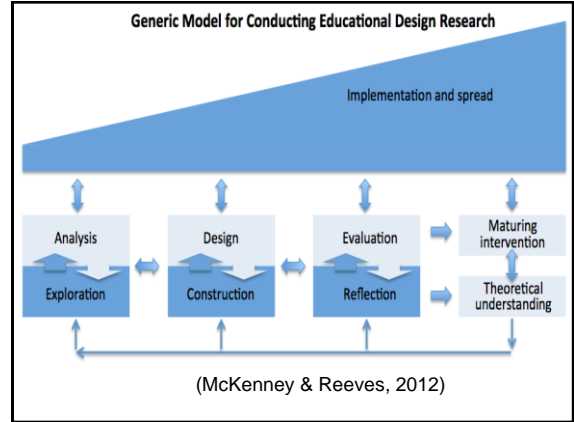 Generic Model for Conducting Educational Design Research
Implementation and spread
Analysis
Exploration
Design
Construction
Evaluation
Reflection
Maturing
intervention
Theoretical
understanding
(McKenney & Reeves, 2012)